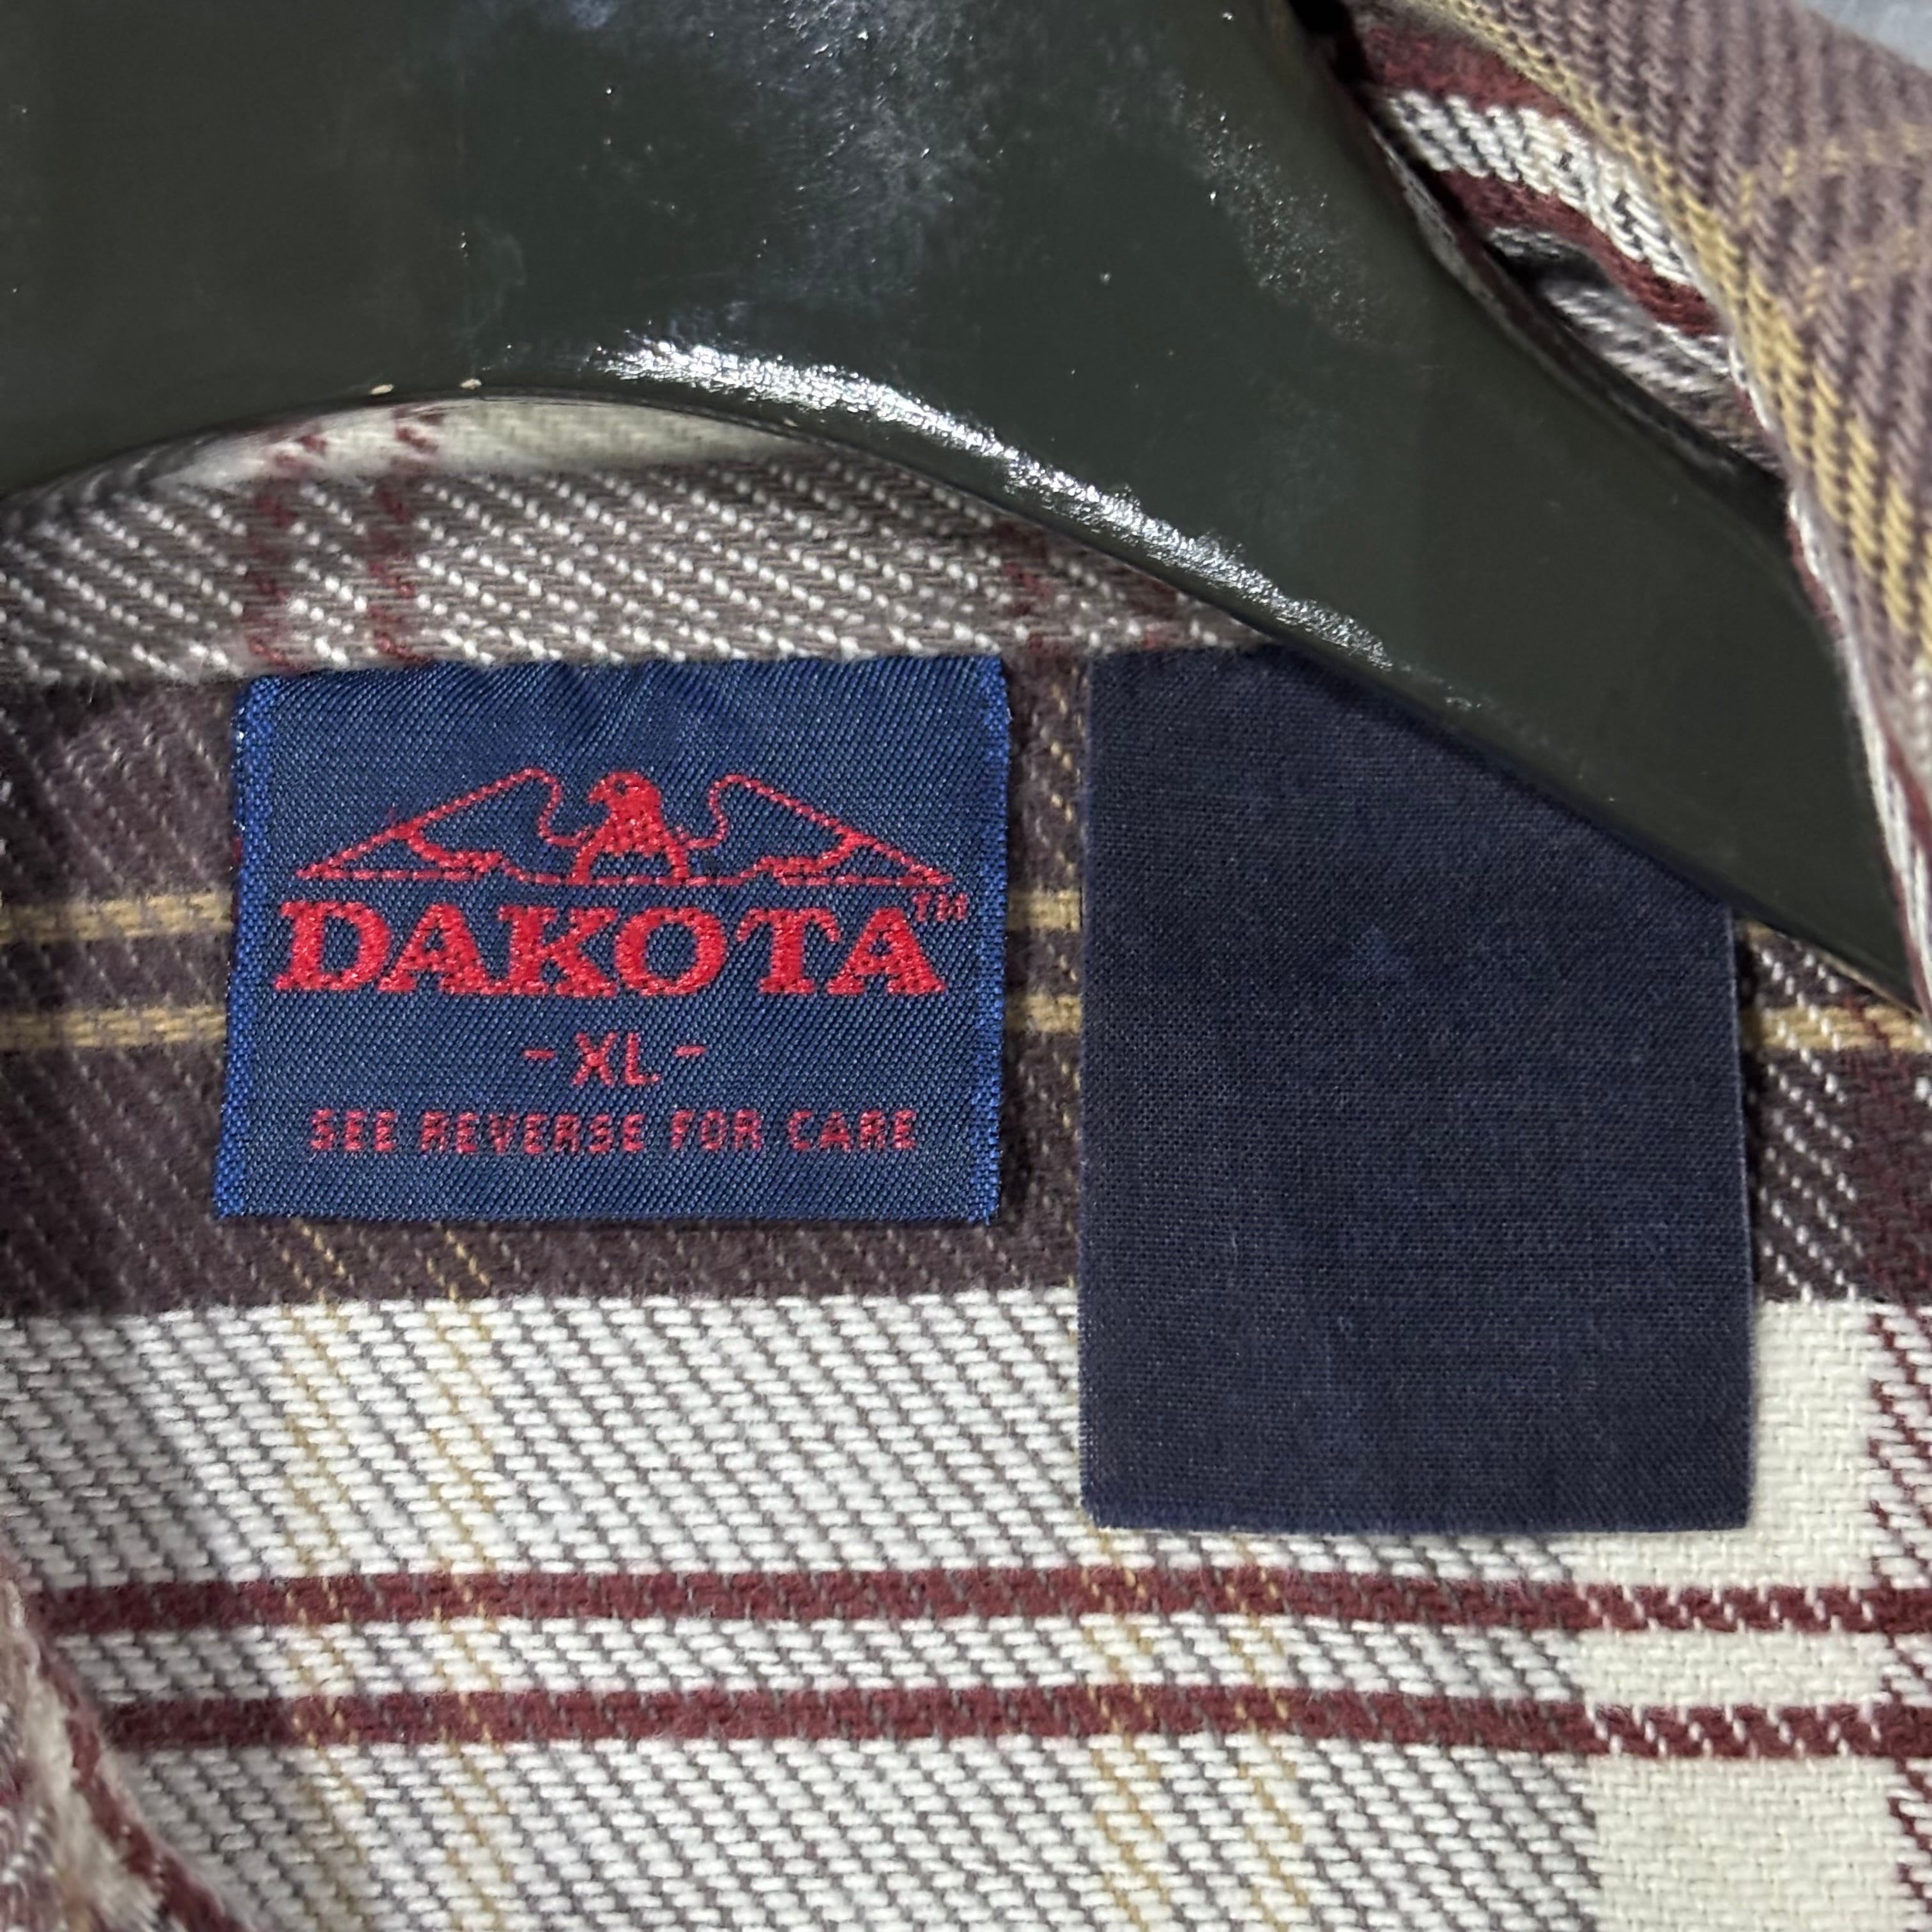 DAKOTA™
- XL -
SEE REVERSE FOR CARE